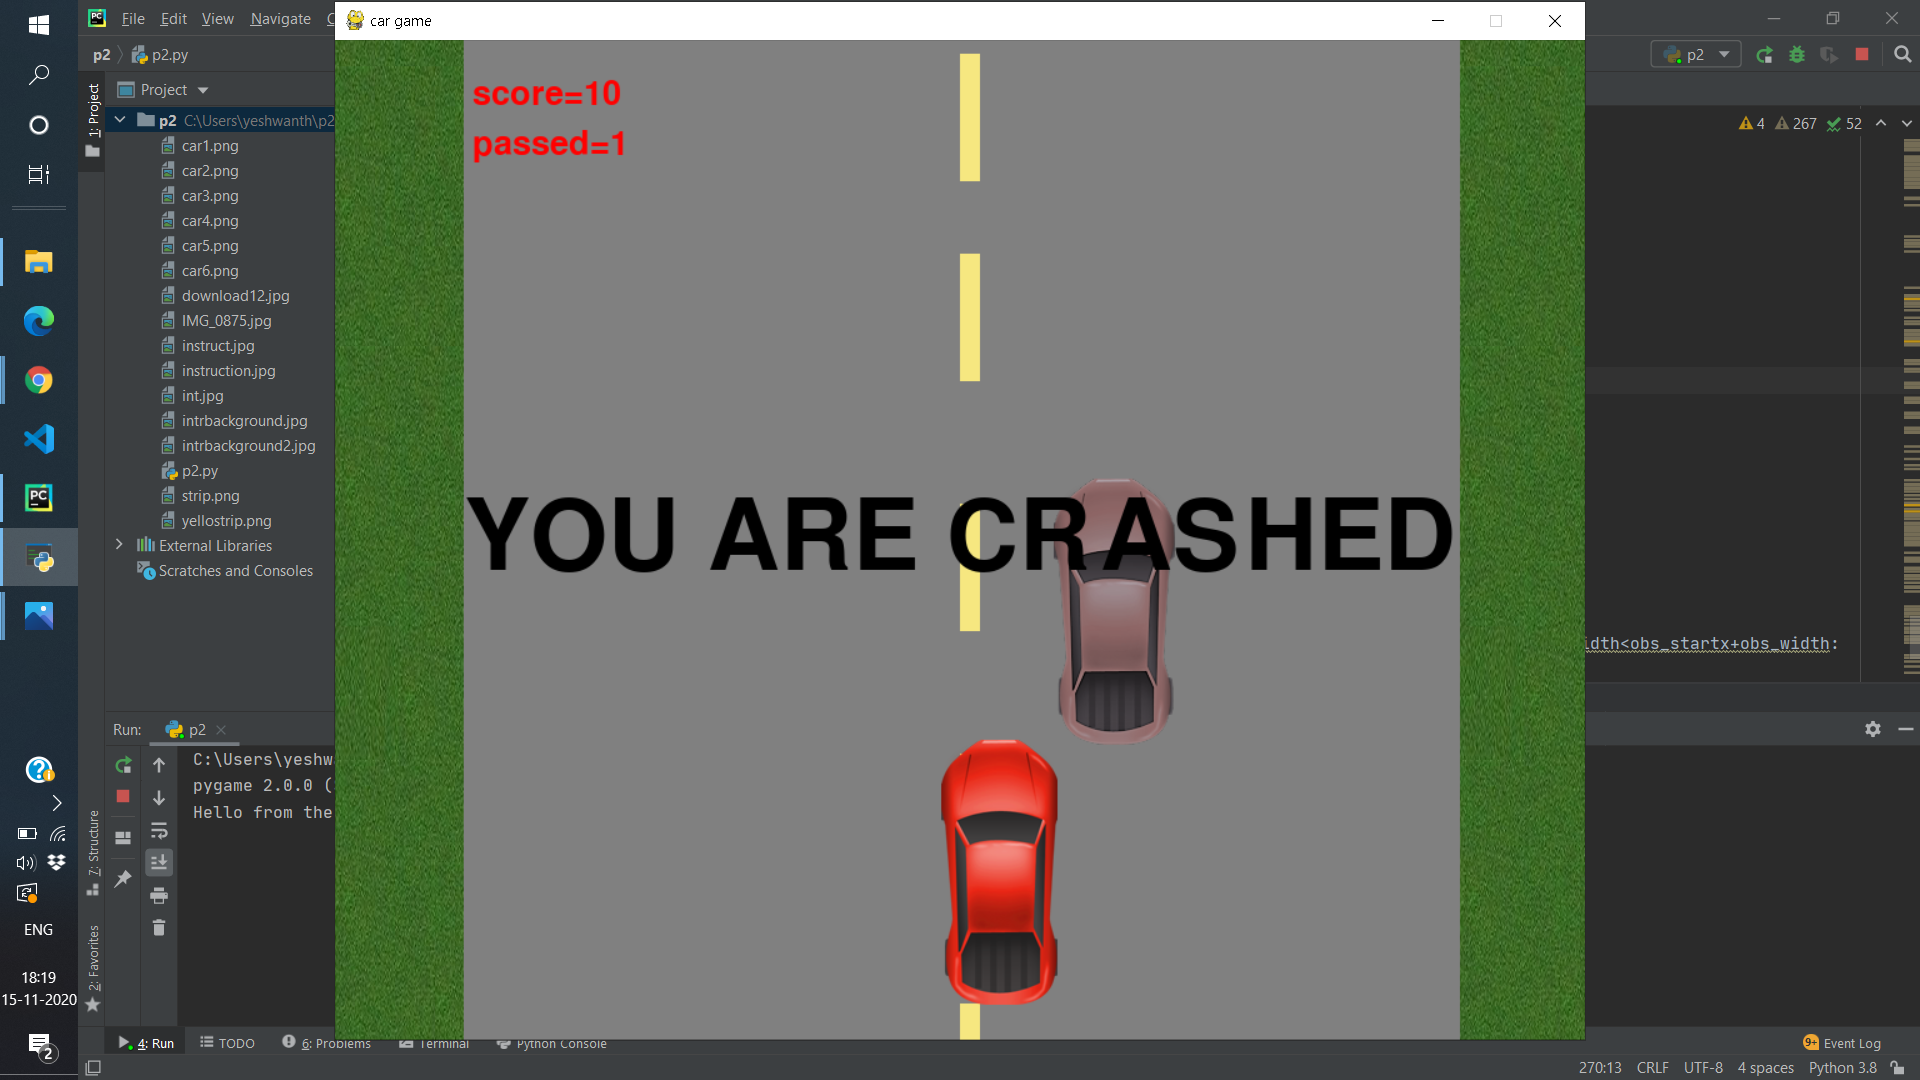 File Edit View Navigate
car game
p2 p2.py
p2
1: Project
Project
p2 C:\Users\yeshwanth\p2
car1.png
car2.png
car3.png
car4.png
car5.png
car6.png
download12.jpg
IMG_0875.jpg
instruct.jpg
instruction.jpg
int.jpg
intrbackground.jpg
intrbackground2.jpg
p2.py
strip.png
yellostrip.png
External Libraries
Scratches and Consoles
score=10
passed=1
YOU ARE CRASHED
4 267 52
idth<obs_startx+obs_width:
Run: p2
C:\Users\yeshw
pygame 2.0.0 (
Hello from the
7: Structure
2: Favorites
ENG
18:19
15-11-2020
2
4: Run TODO 6: Problems Terminal Python Console
9+ Event Log
270:13 CRLF UTF-8 4 spaces Python 3.8